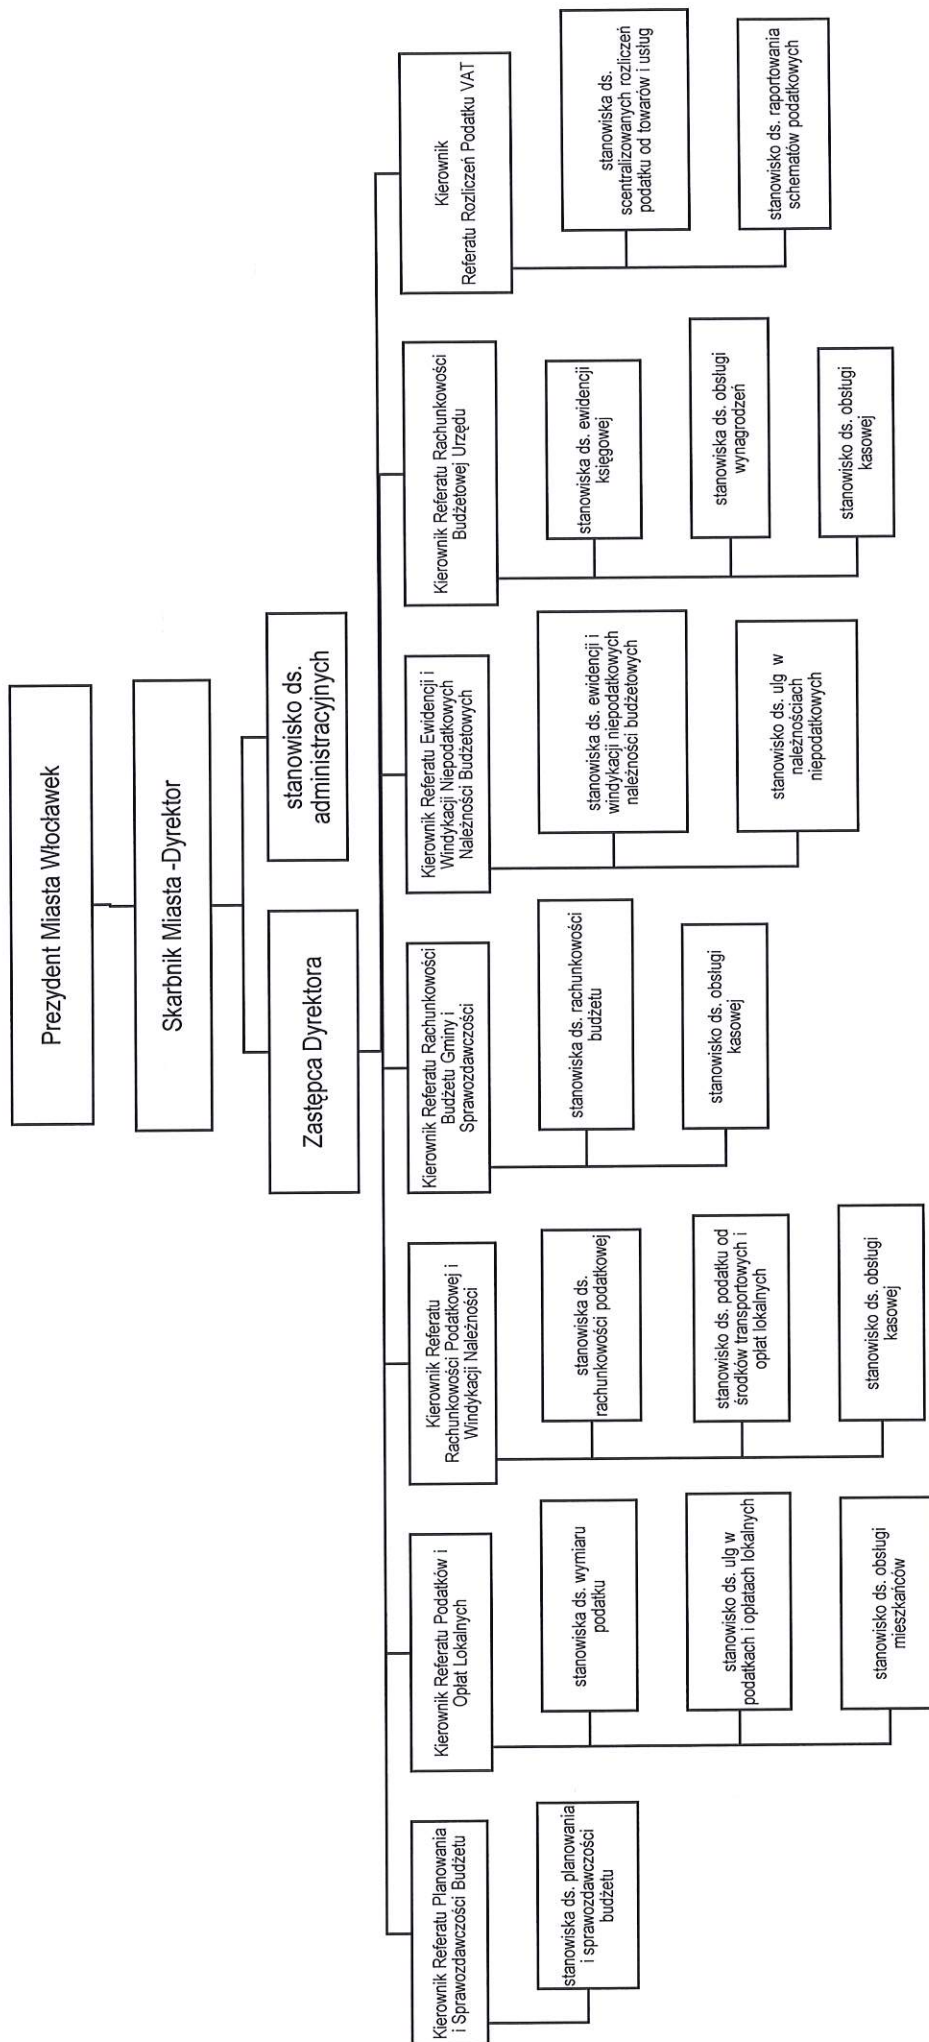 Prezydent Miasta Włocławek
Skarbnik Miasta -Dyrektor
Zastępca Dyrektora
stanowisko ds.
administracyjnych
Kierownik Referatu Planowania
i Sprawozdawczości Budżetu
stanowiska ds. planowania
i sprawozdawczości
budżetu
Kierownik Referatu Podatków i
Opłat Lokalnych
stanowiska ds. wymiaru
podatku
stanowisko ds. ulg w
podatkach i opłatach lokalnych
stanowisko ds. obsługi
mieszkańców
Kierownik Referatu
Rachunkowości Podatkowej i
Windykacji Należności
stanowiska ds.
rachunkowości podatkowej
stanowisko ds. podatku od
środków transportowych i
opłat lokalnych
stanowisko ds. obsługi
kasowej
Kierownik Referatu Rachunkowości
Budżetu Gminy i
Sprawozdawczości
stanowiska ds. rachunkowości
budżetu
stanowisko ds. obsługi
kasowej
Kierownik Referatu Ewidencji i
Windykacji Niepodatkowych
Należności Budżetowych
stanowiska ds. ewidencji i
windykacji niepodatkowych
należności budżetowych
stanowisko ds. ulg w
należnościach
niepodatkowych
Kierownik Referatu Rachunkowości
Budżetowej Urzędu
stanowiska ds. ewidencji
księgowej
stanowiska ds. obsługi
wynagrodzeń
stanowisko ds. obsługi
kasowej
Kierownik
Referatu Rozliczeń Podatku VAT
stanowiska ds.
scentralizowanych rozliczeń
podatku od towarów i usług
stanowisko ds. raportowania
schematów podatkowych